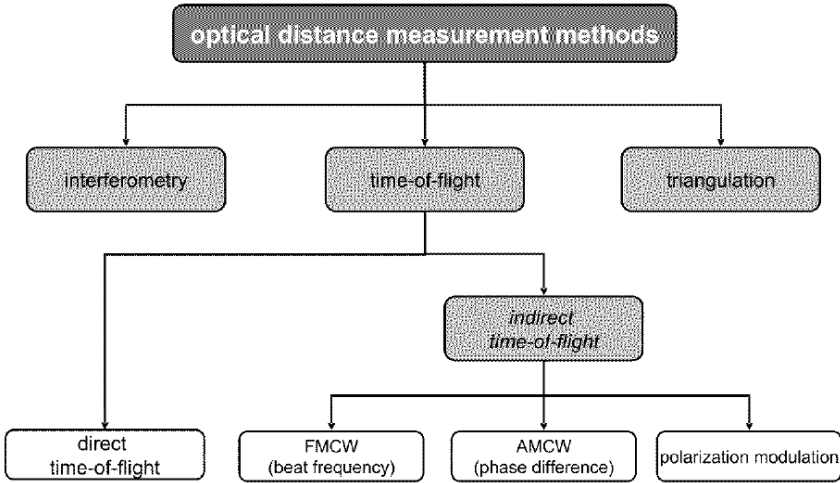 optical distance measurement methods
interferometry
time-of-flight
triangulation
indirect
time-of-flight
direct
time-of-flight
FMCW
(beat frequency)
AMCW
(phase difference)
polarization modulation